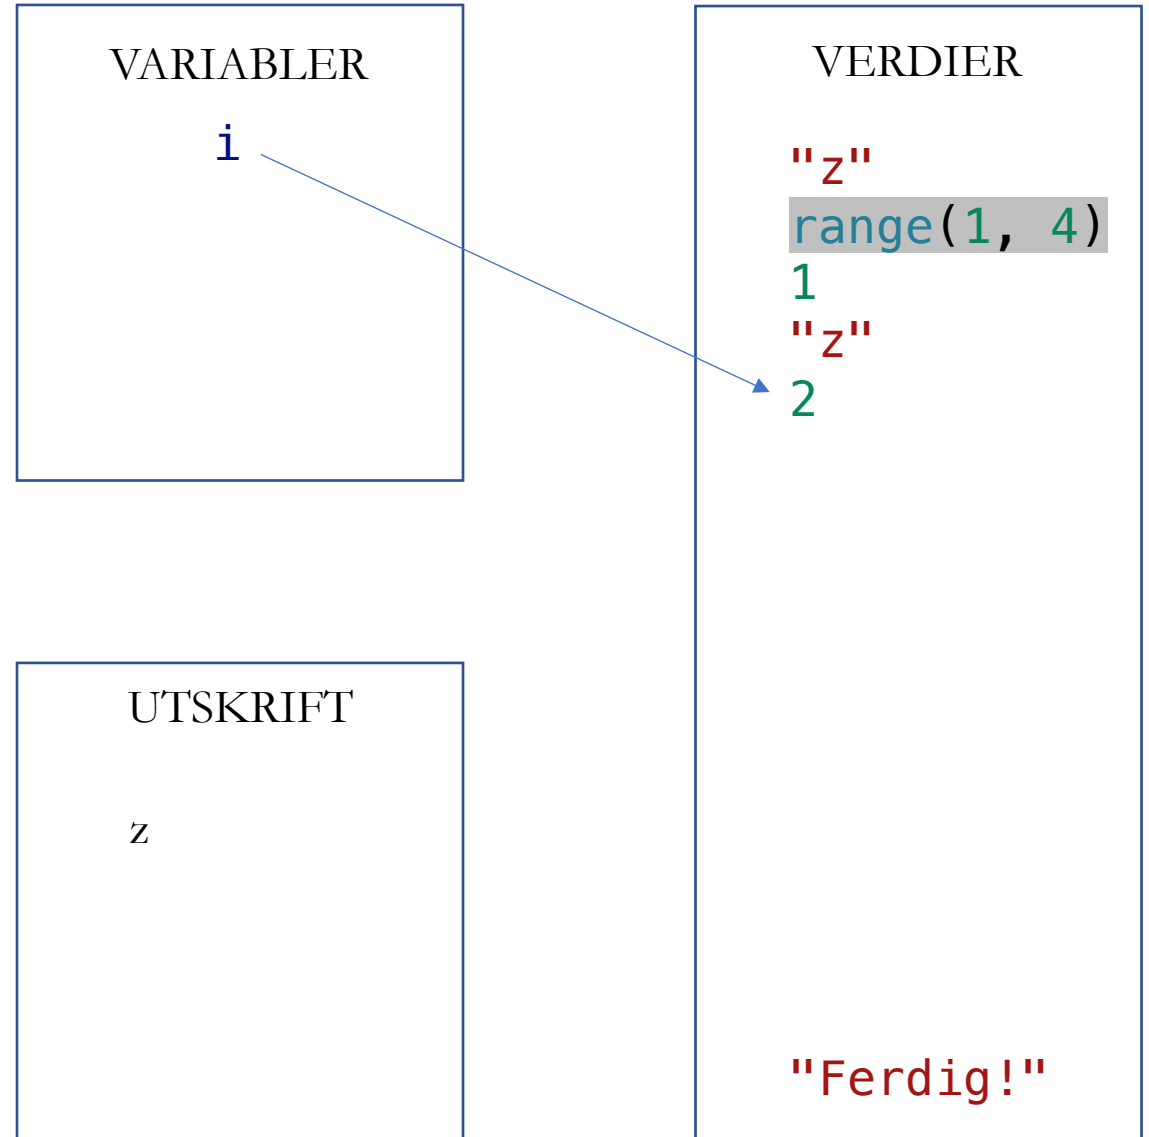 VARIABLER
i
VERDIER
"z"
range(1, 4)
1
"z"
2
"Ferdig!"
UTSKRIFT
z